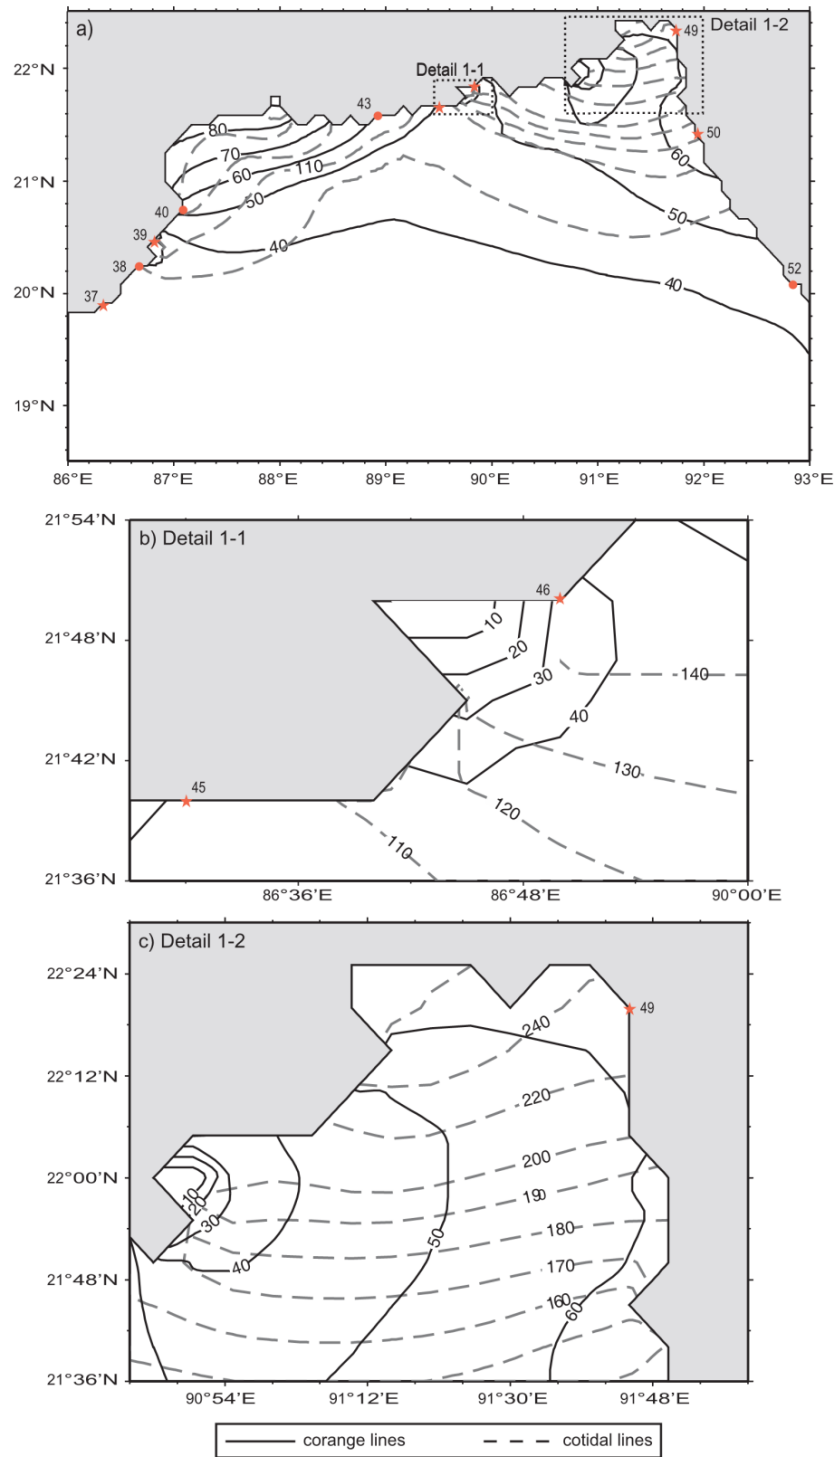 a)
Detail 1-2
Detail 1-1
22°N
21°N
20°N
19°N
49
43
50
80
70
60
110
50
60
40
39
38
37
40
50
40
52
86°E 87°E 88°E 89°E 90°E 91°E 92°E 93°E
b) Detail 1-1
21°54'N
21°48'N
21°42'N
21°36'N
46
10
20
30
140
40
45
130
120
110
86°36'E 86°48'E 90°00'E
c) Detail 1-2
22°24'N
22°12'N
22°00'N
21°48'N
21°36'N
49
240
220
200
190
10
20
30
180
50
40
170
160
60
90°54'E 91°12'E 91°30'E 91°48'E
corange lines cotidal lines